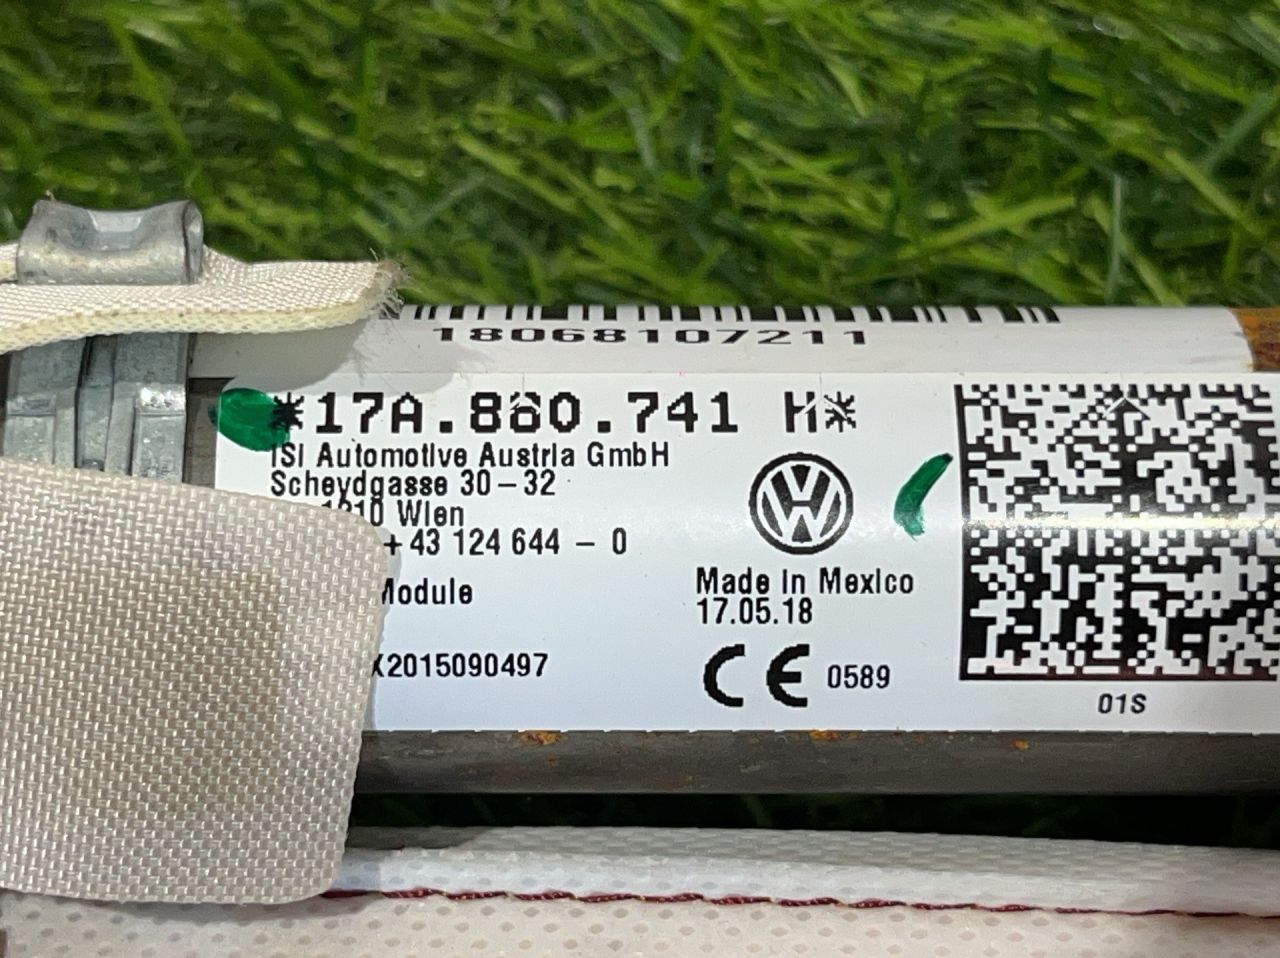 18068107211
*17A.880.741 H*
ISI Automotive Austria GmbH
Scheydgasse 30-32
1210 Wien
+43 124 644 - 0
Module
Made in Mexico
17.05.18
X2015090497
CE 0589
01S